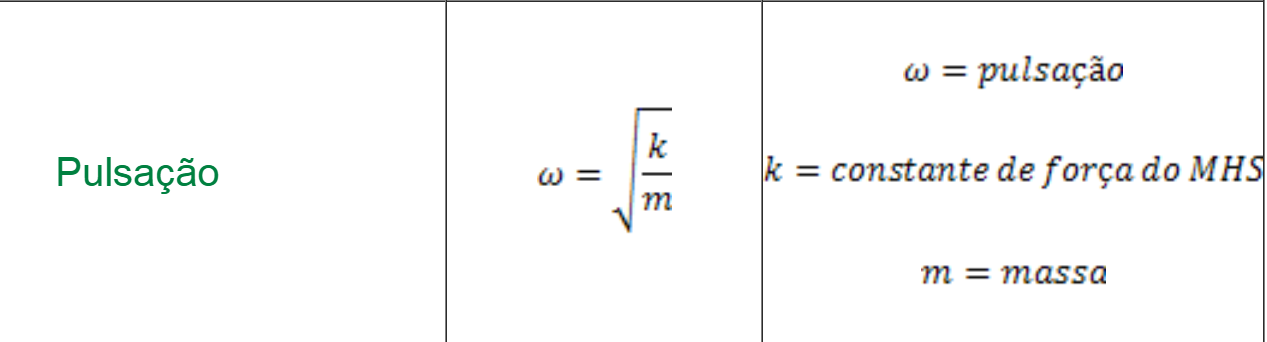 Pulsação
ω = √(k/m)
ω = pulsação
k = constante de força do MHS
m = massa